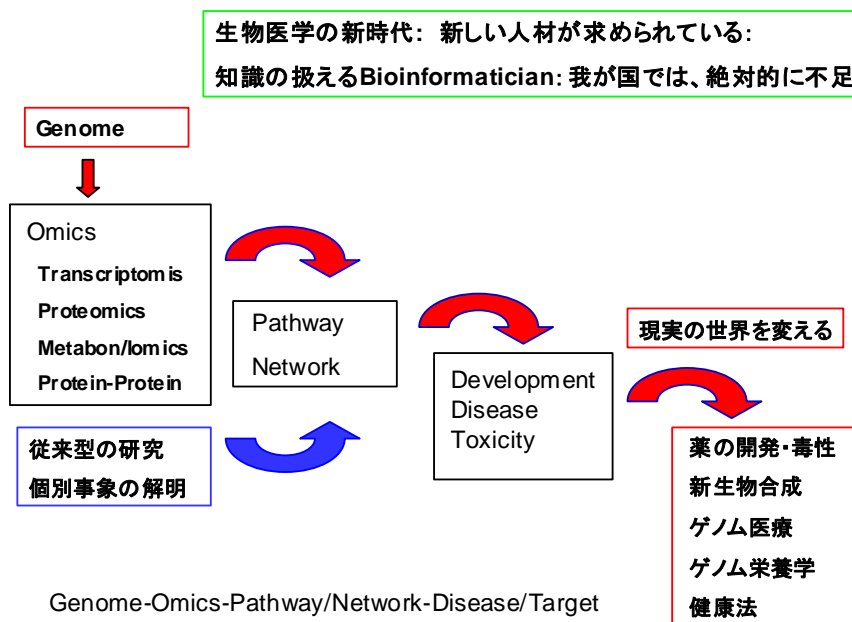 生物医学の新時代: 新しい人材が求められている:
知識の扱えるBioinformatician: 我が国では、絶対的に不足
Genome
Omics
Transcriptomis
Proteomics
Metabon/lomics
Protein-Protein
従来型の研究
個別事象の解明
Pathway
Network
Development
Disease
Toxicity
現実の世界を変える
薬の開発・毒性
新生物合成
ゲノム医療
ゲノム栄養学
健康法
Genome-Omics-Pathway/Network-Disease/Target